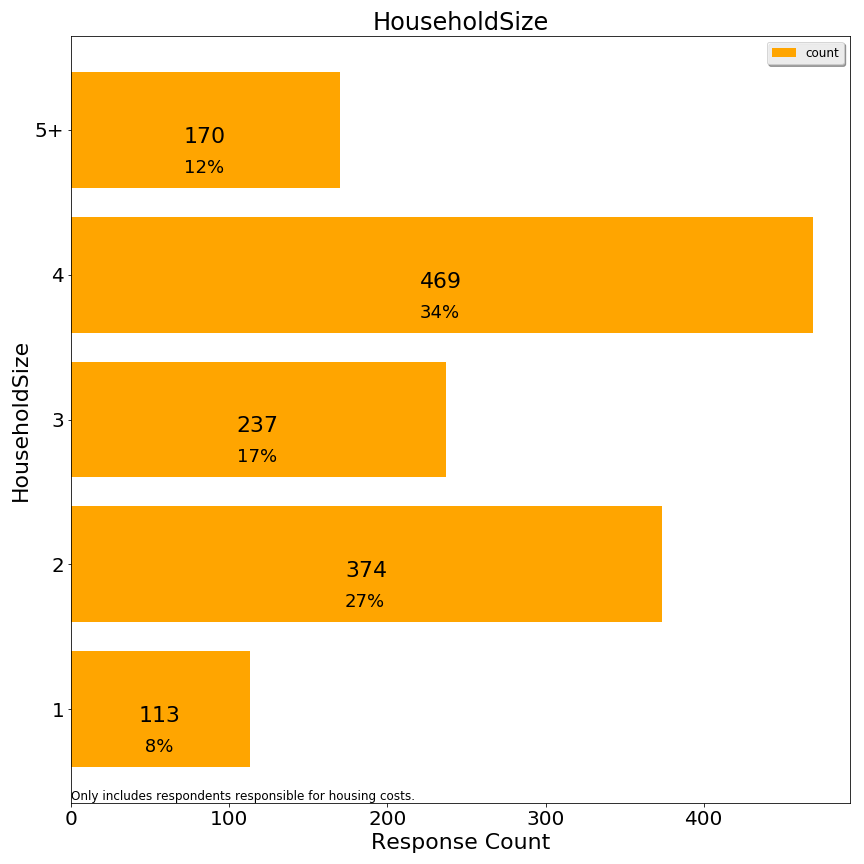 HouseholdSize
count
5+
170
12%
4
469
34%
HouseholdSize
3
237
17%
2
374
27%
1
113
8%
Only includes respondents responsible for housing costs.
0 100 200 300 400
Response Count